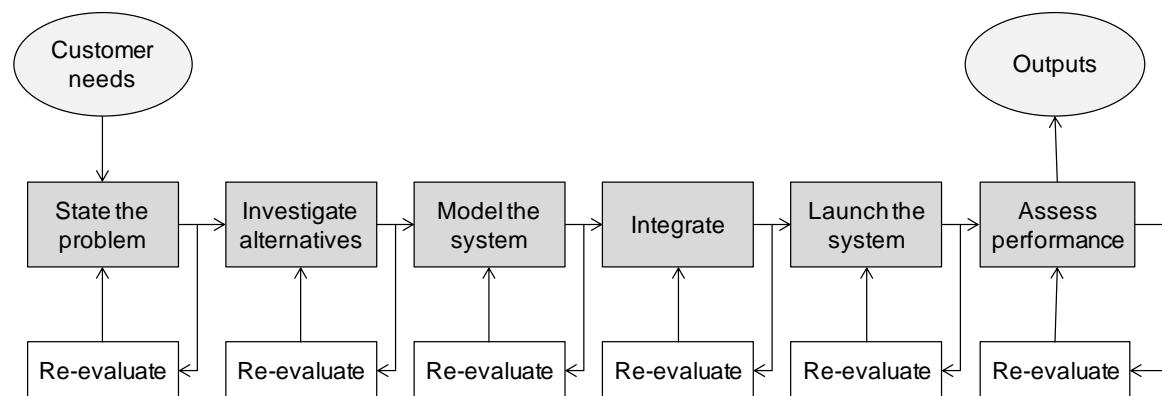 Customer
needs
Outputs
State the
problem
Investigate
alternatives
Model the
system
Integrate
Launch the
system
Assess
performance
Re-evaluate
Re-evaluate
Re-evaluate
Re-evaluate
Re-evaluate
Re-evaluate